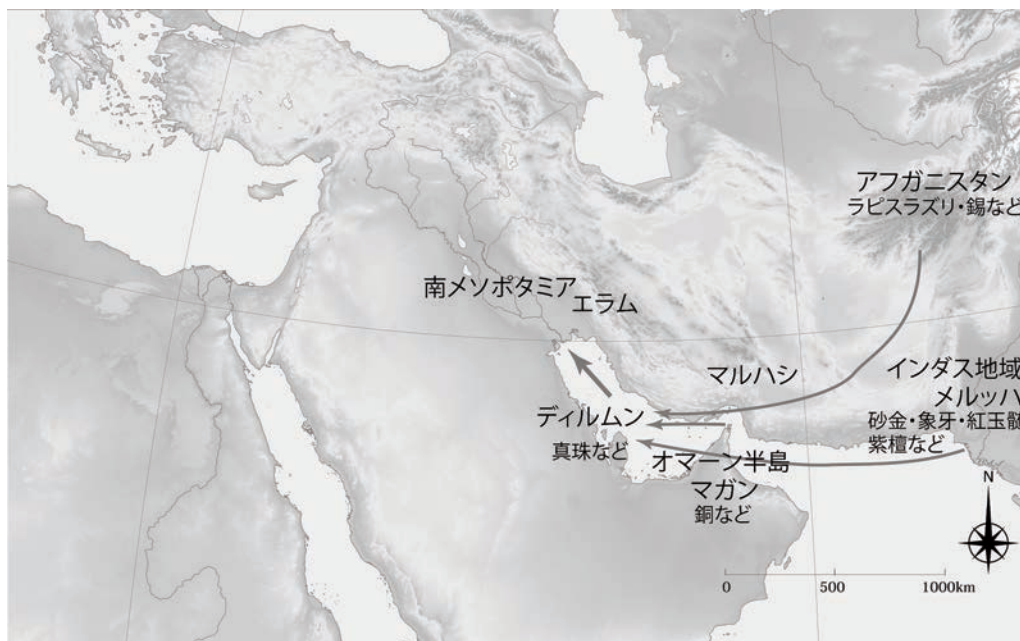 アフガニスタン
ラピスラズリ・錫など
南メソポタミア
エラム
マルハシ
インダス地域
メルッハ
砂金・象牙・紅玉髄
紫檀など
ディルムン
真珠など
オマーン半島
マガン
銅など
N
0 500 1000km